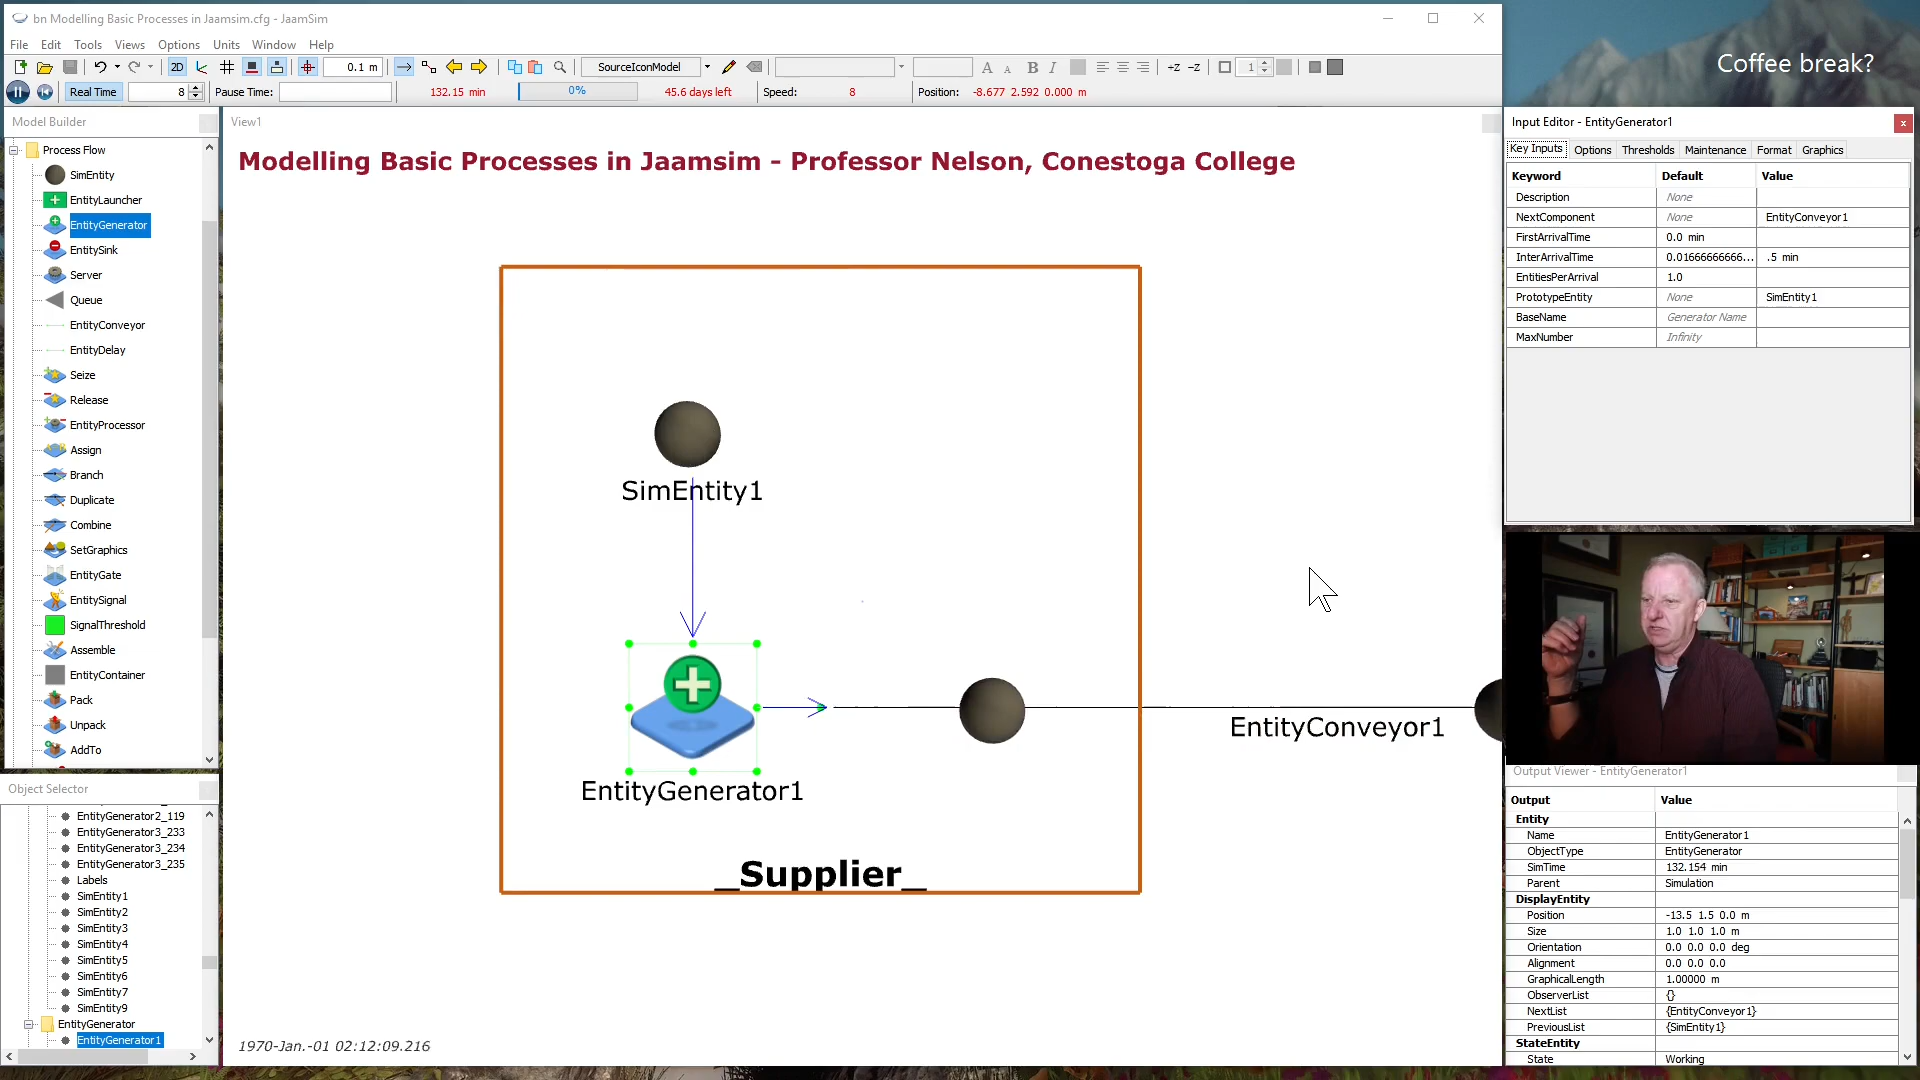 bn Modelling Basic Processes in Jaamsim.cfg - JaamSim
File Edit Tools Views Options Units Window Help
2D 0.1 m SourceIconModel A A B I +Z -Z 1
Real Time 8 Pause Time: 132.15 min 0% 45.6 days left Speed: 8 Position: -8.677 2.592 0.000 m
Coffee break?
Model Builder
Process Flow
SimEntity
EntityLauncher
EntityGenerator
EntitySink
Server
Queue
EntityConveyor
EntityDelay
Seize
Release
EntityProcessor
Assign
Branch
Duplicate
Combine
SetGraphics
EntityGate
EntitySignal
SignalThreshold
Assemble
EntityContainer
Pack
Unpack
AddTo
Object Selector
EntityGenerator2_119
EntityGenerator3_233
EntityGenerator3_234
EntityGenerator3_235
Labels
SimEntity1
SimEntity2
SimEntity3
SimEntity4
SimEntity5
SimEntity6
SimEntity7
SimEntity9
EntityGenerator
EntityGenerator1
View1
Modelling Basic Processes in Jaamsim - Professor Nelson, Conestoga College
SimEntity1
EntityConveyor1
EntityGenerator1
_Supplier_
1970-Jan.-01 02:12:09.216
Input Editor - EntityGenerator1
Key Inputs Options Thresholds Maintenance Format Graphics
Keyword Default Value
Description None
NextComponent None EntityConveyor1
FirstArrivalTime 0.0 min
InterArrivalTime 0.01666666666... .5 min
EntitiesPerArrival 1.0
PrototypeEntity None SimEntity1
BaseName Generator Name
MaxNumber Infinity
Output Viewer - EntityGenerator1
Output Value
Entity
Name EntityGenerator1
ObjectType EntityGenerator
SimTime 132.154 min
Parent Simulation
DisplayEntity
Position -13.5 1.5 0.0 m
Size 1.0 1.0 1.0 m
Orientation 0.0 0.0 0.0 deg
Alignment 0.0 0.0 0.0
GraphicalLength 1.00000 m
ObserverList {}
NextList {EntityConveyor1}
PreviousList {SimEntity1}
StateEntity
State Working